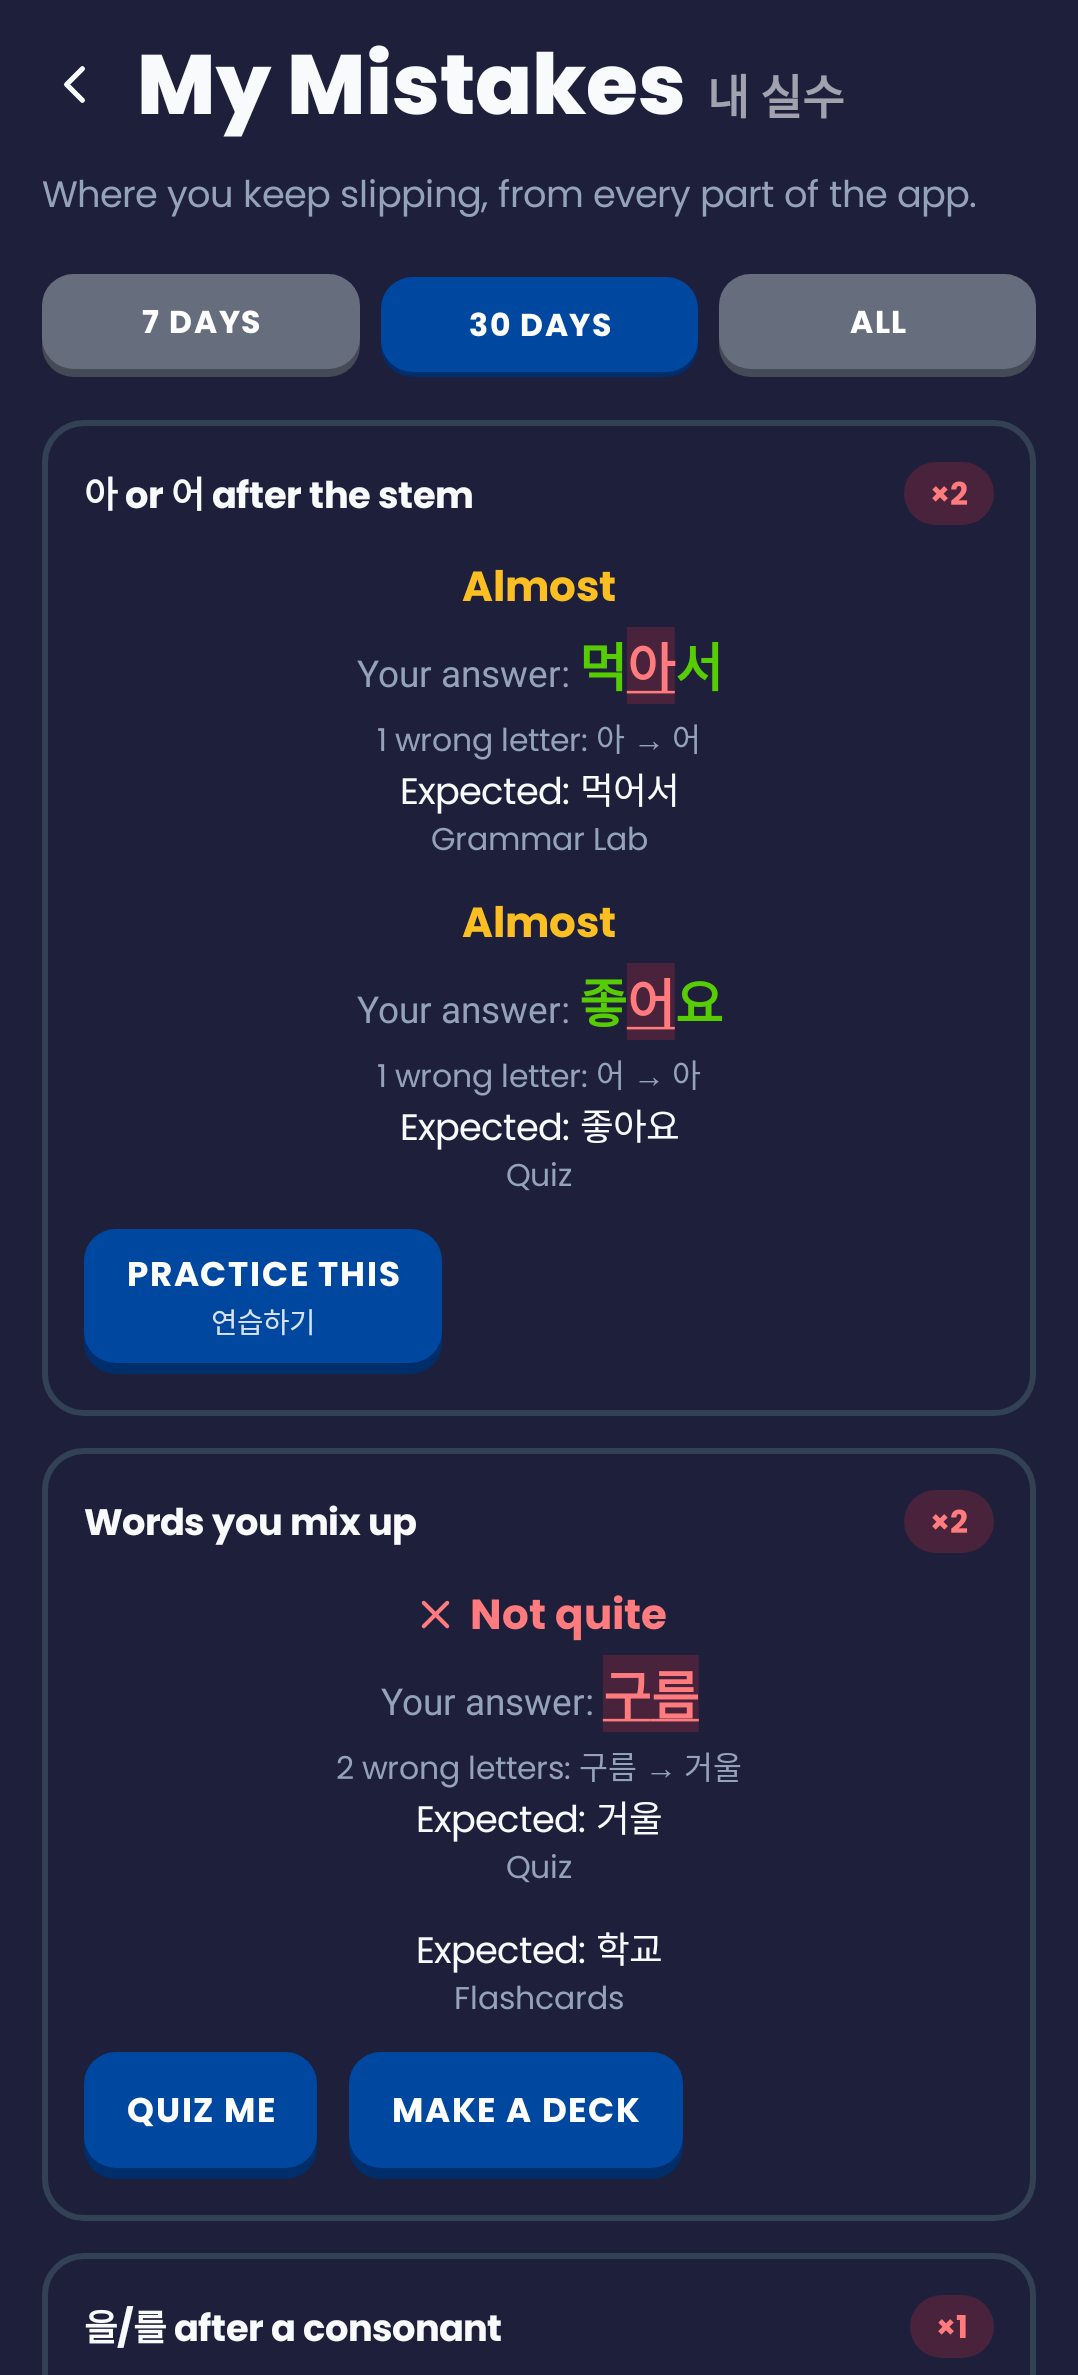 My Mistakes 내 실수
Where you keep slipping, from every part of the app.
7 DAYS
30 DAYS
ALL
아 or 어 after the stem
×2
Almost
Your answer: 먹아서
1 wrong letter: 아 → 어
Expected: 먹어서
Grammar Lab
Almost
Your answer: 좋어요
1 wrong letter: 어 → 아
Expected: 좋아요
Quiz
PRACTICE THIS
연습하기
Words you mix up
×2
× Not quite
Your answer: 구름
2 wrong letters: 구름 → 거울
Expected: 거울
Quiz
Expected: 학교
Flashcards
QUIZ ME
MAKE A DECK
을/를 after a consonant
×1